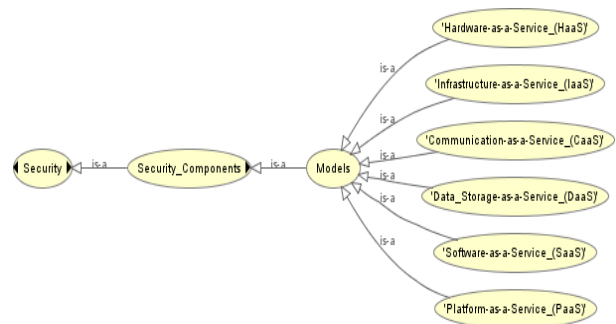 'Hardware-as-a-Service_(HaaS)'
is-a
'Infrastructure-as-a-Service_(IaaS)'
is-a
'Communication-as-a-Service_(CaaS)'
is-a
Security
is-a
Security_Components
is-a
Models
is-a
'Data_Storage-as-a-Service_(DaaS)'
is-a
'Software-as-a-Service_(SaaS)'
is-a
'Platform-as-a-Service_(PaaS)'